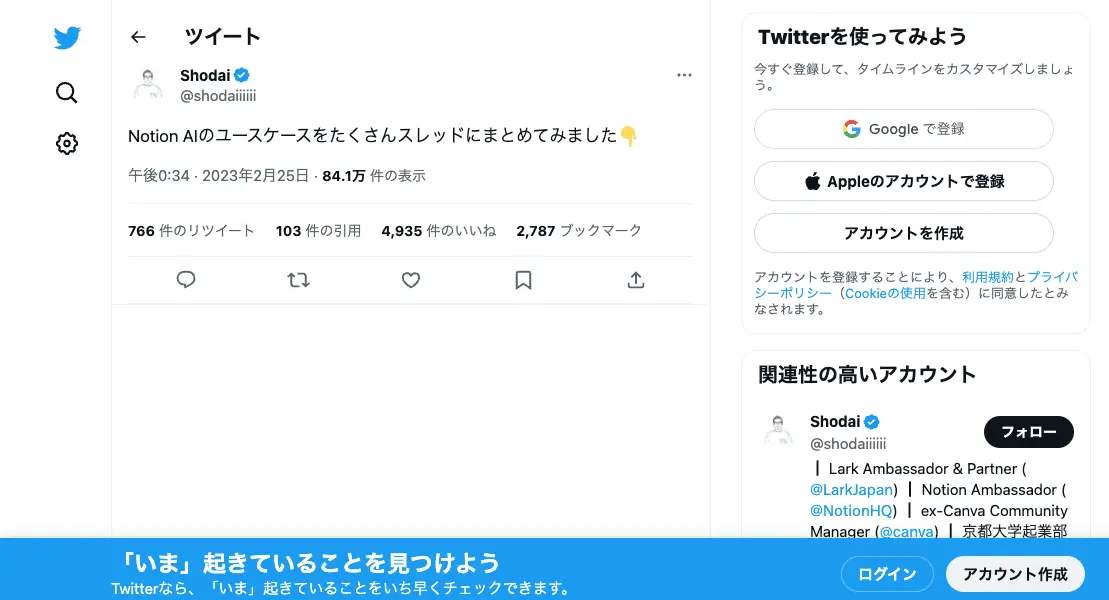 ツイート
Shodai
@shodaiiiiii
Notion AIのユースケースをたくさんスレッドにまとめてみました👇
午後0:34 · 2023年2月25日 · 84.1万 件の表示
766 件のリツイート 103 件の引用 4,935 件のいいね 2,787 ブックマーク
Twitterを使ってみよう
今すぐ登録して、タイムラインをカスタマイズしましょ
う。
Google で登録
Appleのアカウントで登録
アカウントを作成
アカウントを登録することにより、利用規約とプライバ
シーポリシー（Cookieの使用を含む）に同意したとみ
なされます。
関連性の高いアカウント
Shodai
@shodaiiiiii
フォロー
┃ Lark Ambassador & Partner (
@LarkJapan) ┃ Notion Ambassador (
@NotionHQ) ┃ ex-Canva Community
Manager (@canva) ┃ 京都大学起業部
「いま」起きていることを見つけよう
Twitterなら、「いま」起きていることをいち早くチェックできます。
ログイン
アカウント作成